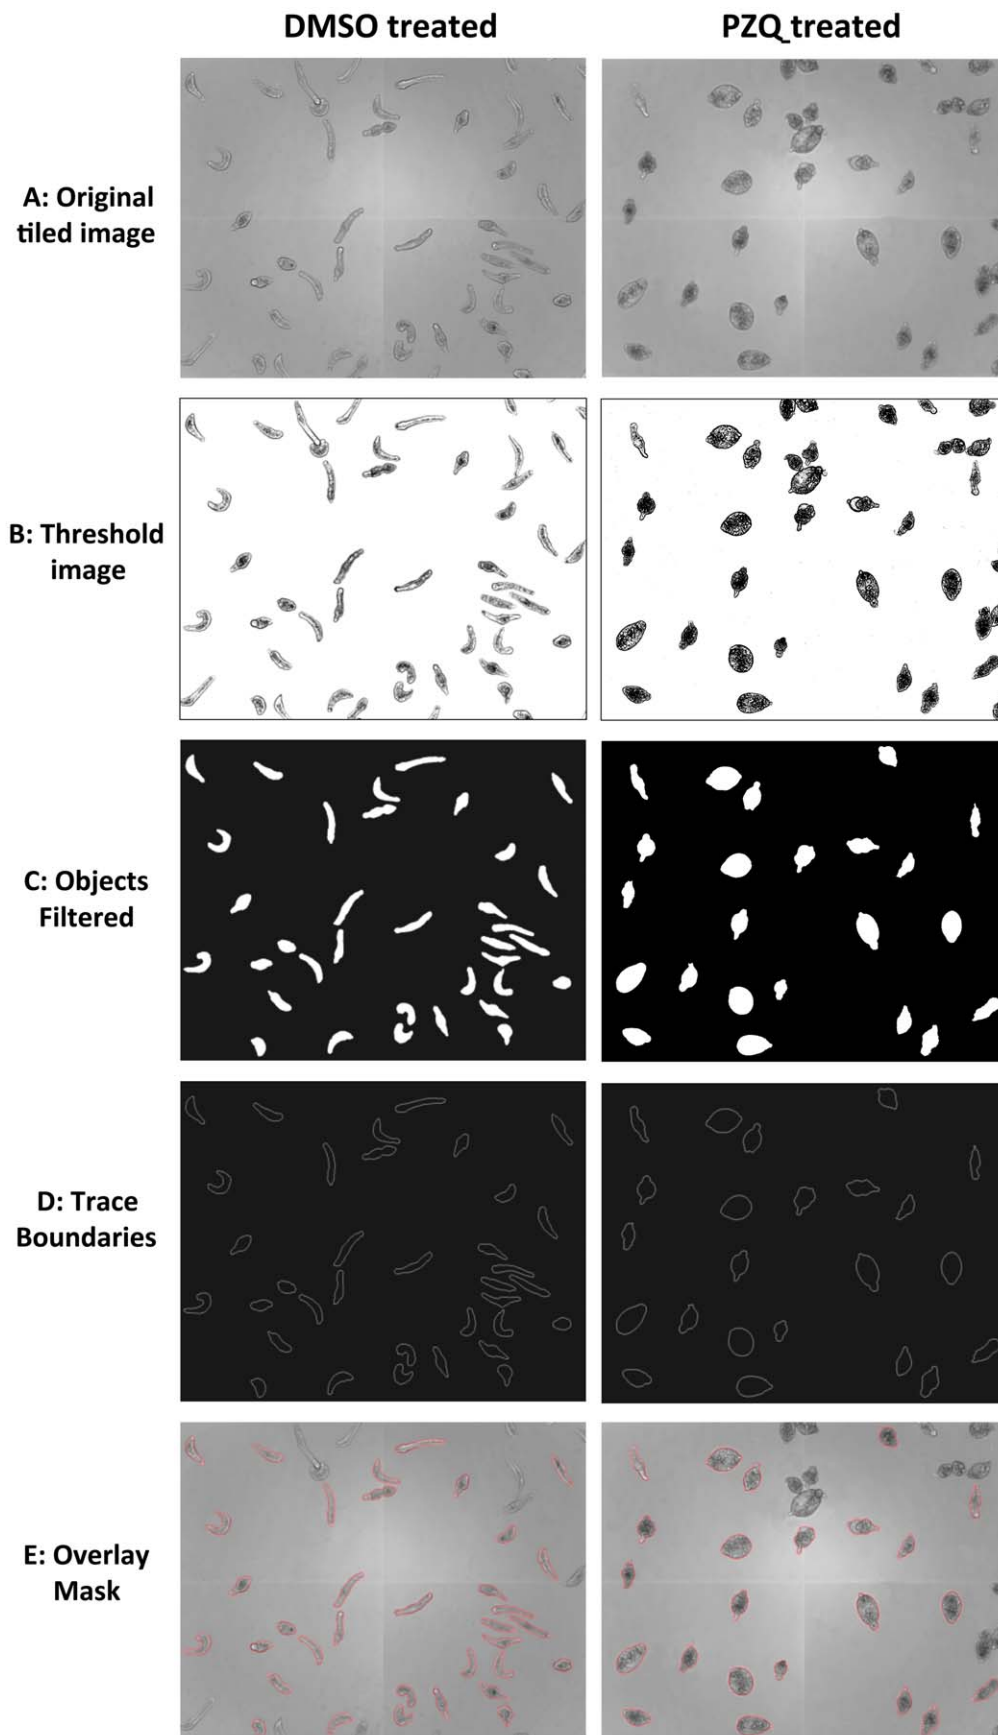 DMSO treated
PZQ treated
A: Original
tiled image
B: Threshold
image
C: Objects
Filtered
D: Trace
Boundaries
E: Overlay
Mask